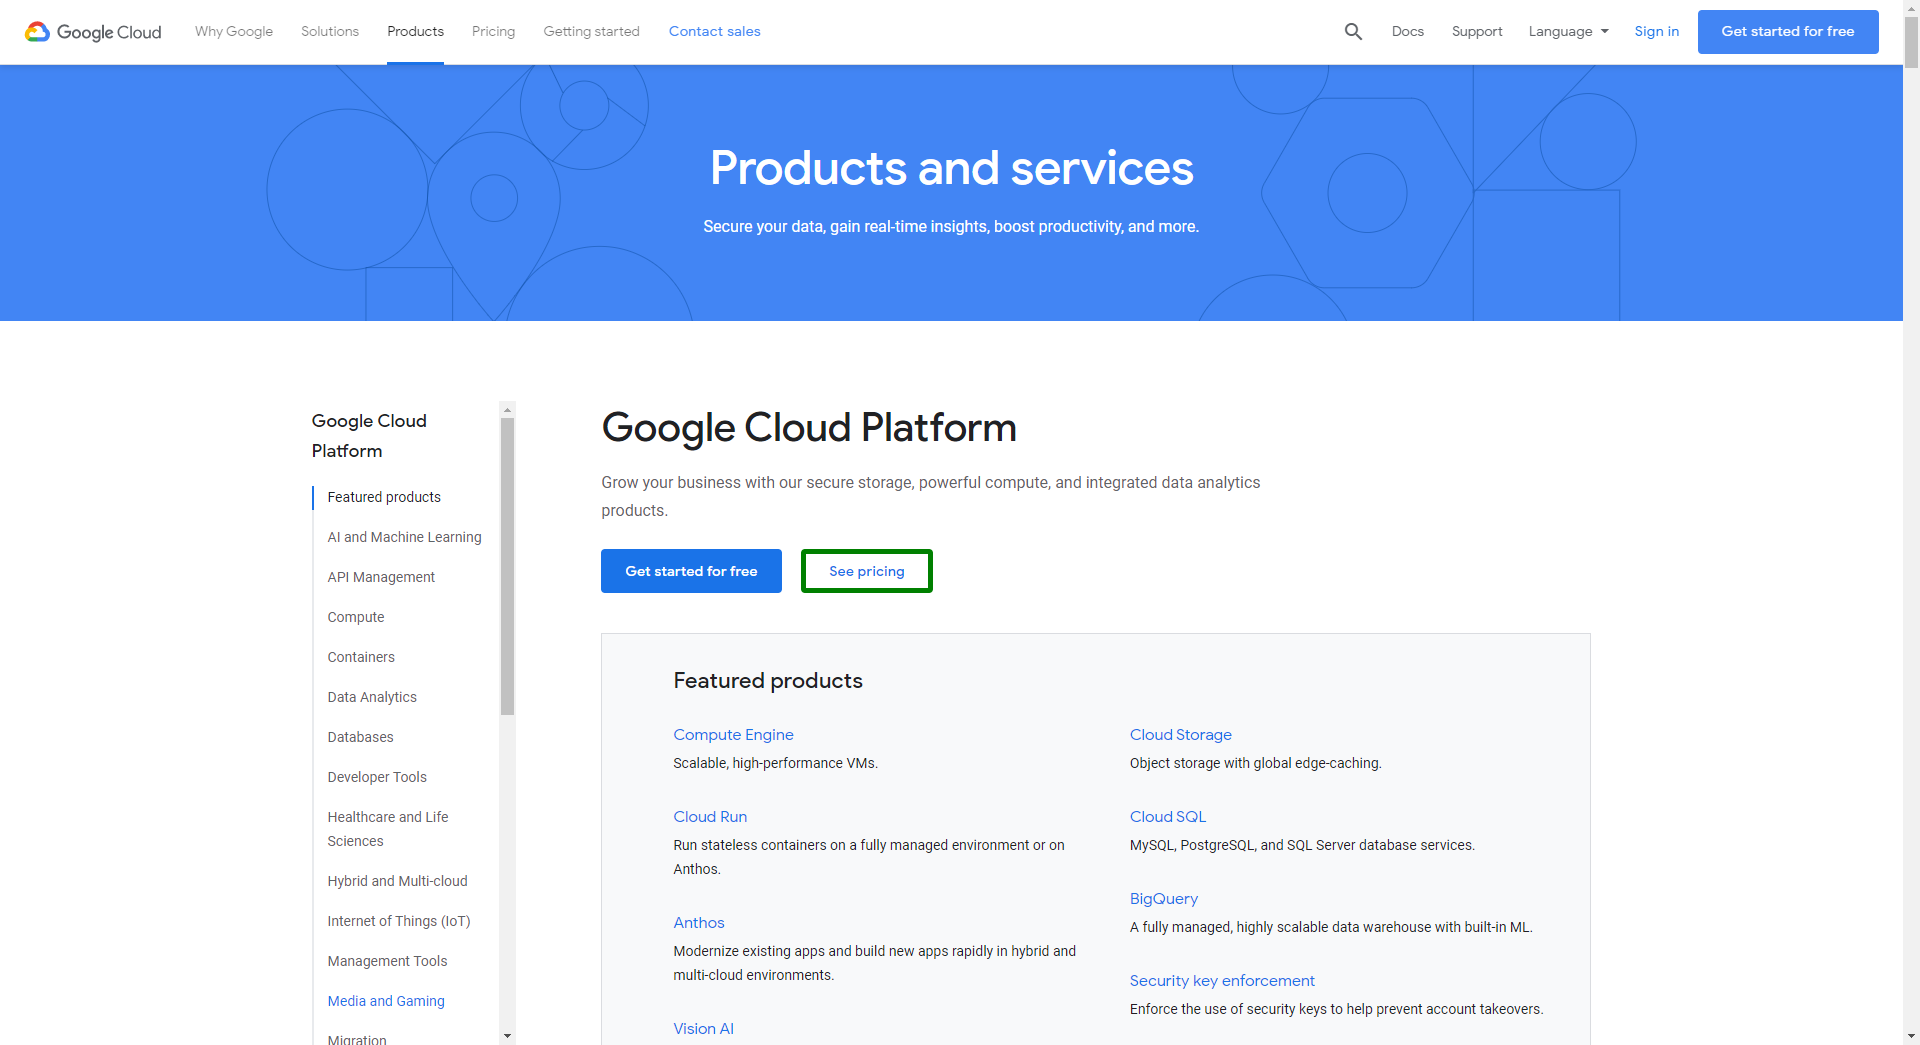 Google Cloud
Why Google
Solutions
Products
Pricing
Getting started
Contact sales
Docs
Support
Language
Sign in
Get started for free
Products and services
Secure your data, gain real-time insights, boost productivity, and more.
Google Cloud
Platform
Featured products
AI and Machine Learning
API Management
Compute
Containers
Data Analytics
Databases
Developer Tools
Healthcare and Life
Sciences
Hybrid and Multi-cloud
Internet of Things (IoT)
Management Tools
Media and Gaming
Migration
Google Cloud Platform
Grow your business with our secure storage, powerful compute, and integrated data analytics
products.
Get started for free
See pricing
Featured products
Compute Engine
Scalable, high-performance VMs.
Cloud Run
Run stateless containers on a fully managed environment or on
Anthos.
Anthos
Modernize existing apps and build new apps rapidly in hybrid and
multi-cloud environments.
Vision AI
Cloud Storage
Object storage with global edge-caching.
Cloud SQL
MySQL, PostgreSQL, and SQL Server database services.
BigQuery
A fully managed, highly scalable data warehouse with built-in ML.
Security key enforcement
Enforce the use of security keys to help prevent account takeovers.